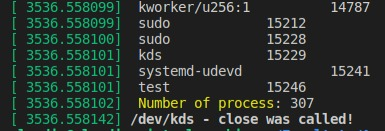 [ 3536.558099] kworker/u256:1 14787
[ 3536.558099] sudo 15212
[ 3536.558100] sudo 15228
[ 3536.558101] kds 15229
[ 3536.558101] systemd-udevd 15241
[ 3536.558101] test 15246
[ 3536.558102] Number of process: 307
[ 3536.558142] /dev/kds - close was called!